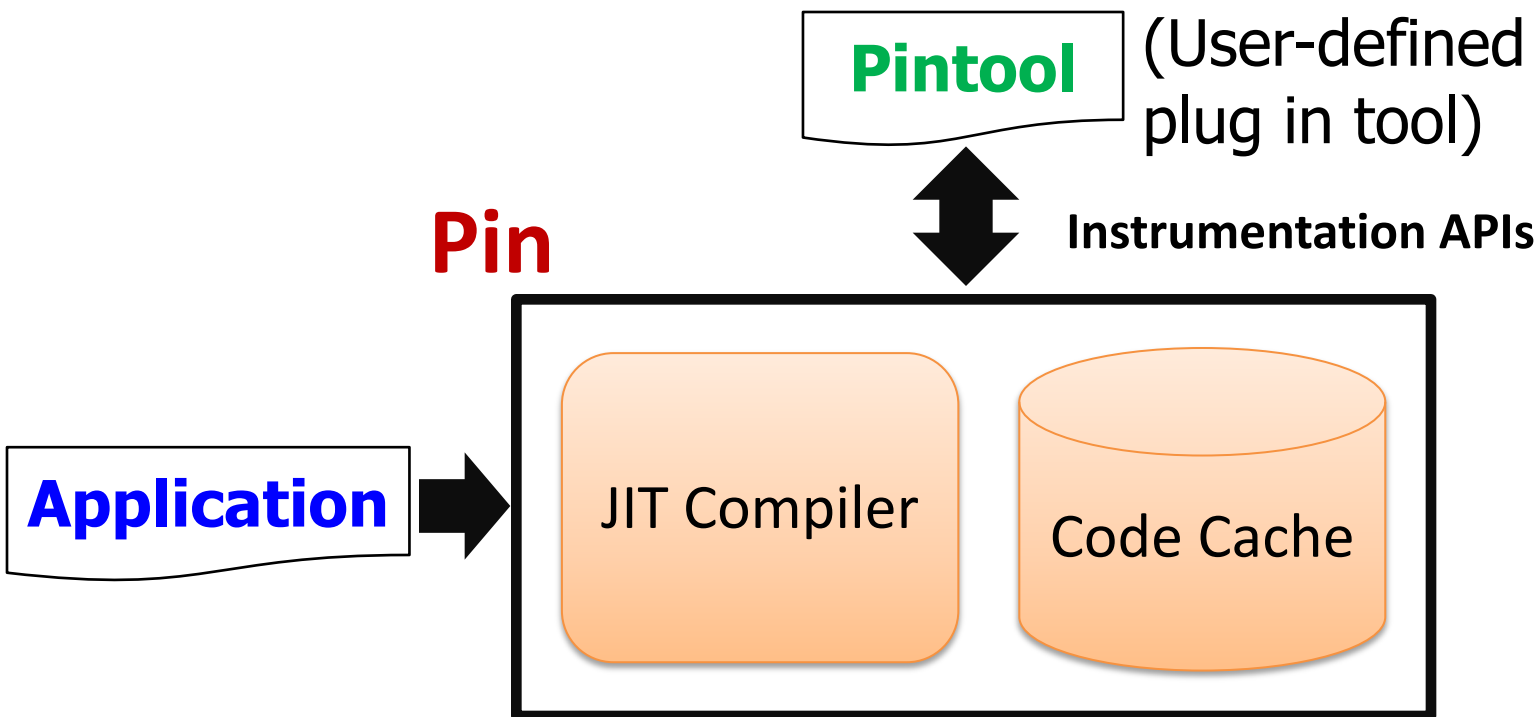 Pintool
(User-defined
plug in tool)
Instrumentation APIs
Pin
Application
JIT Compiler
Code Cache